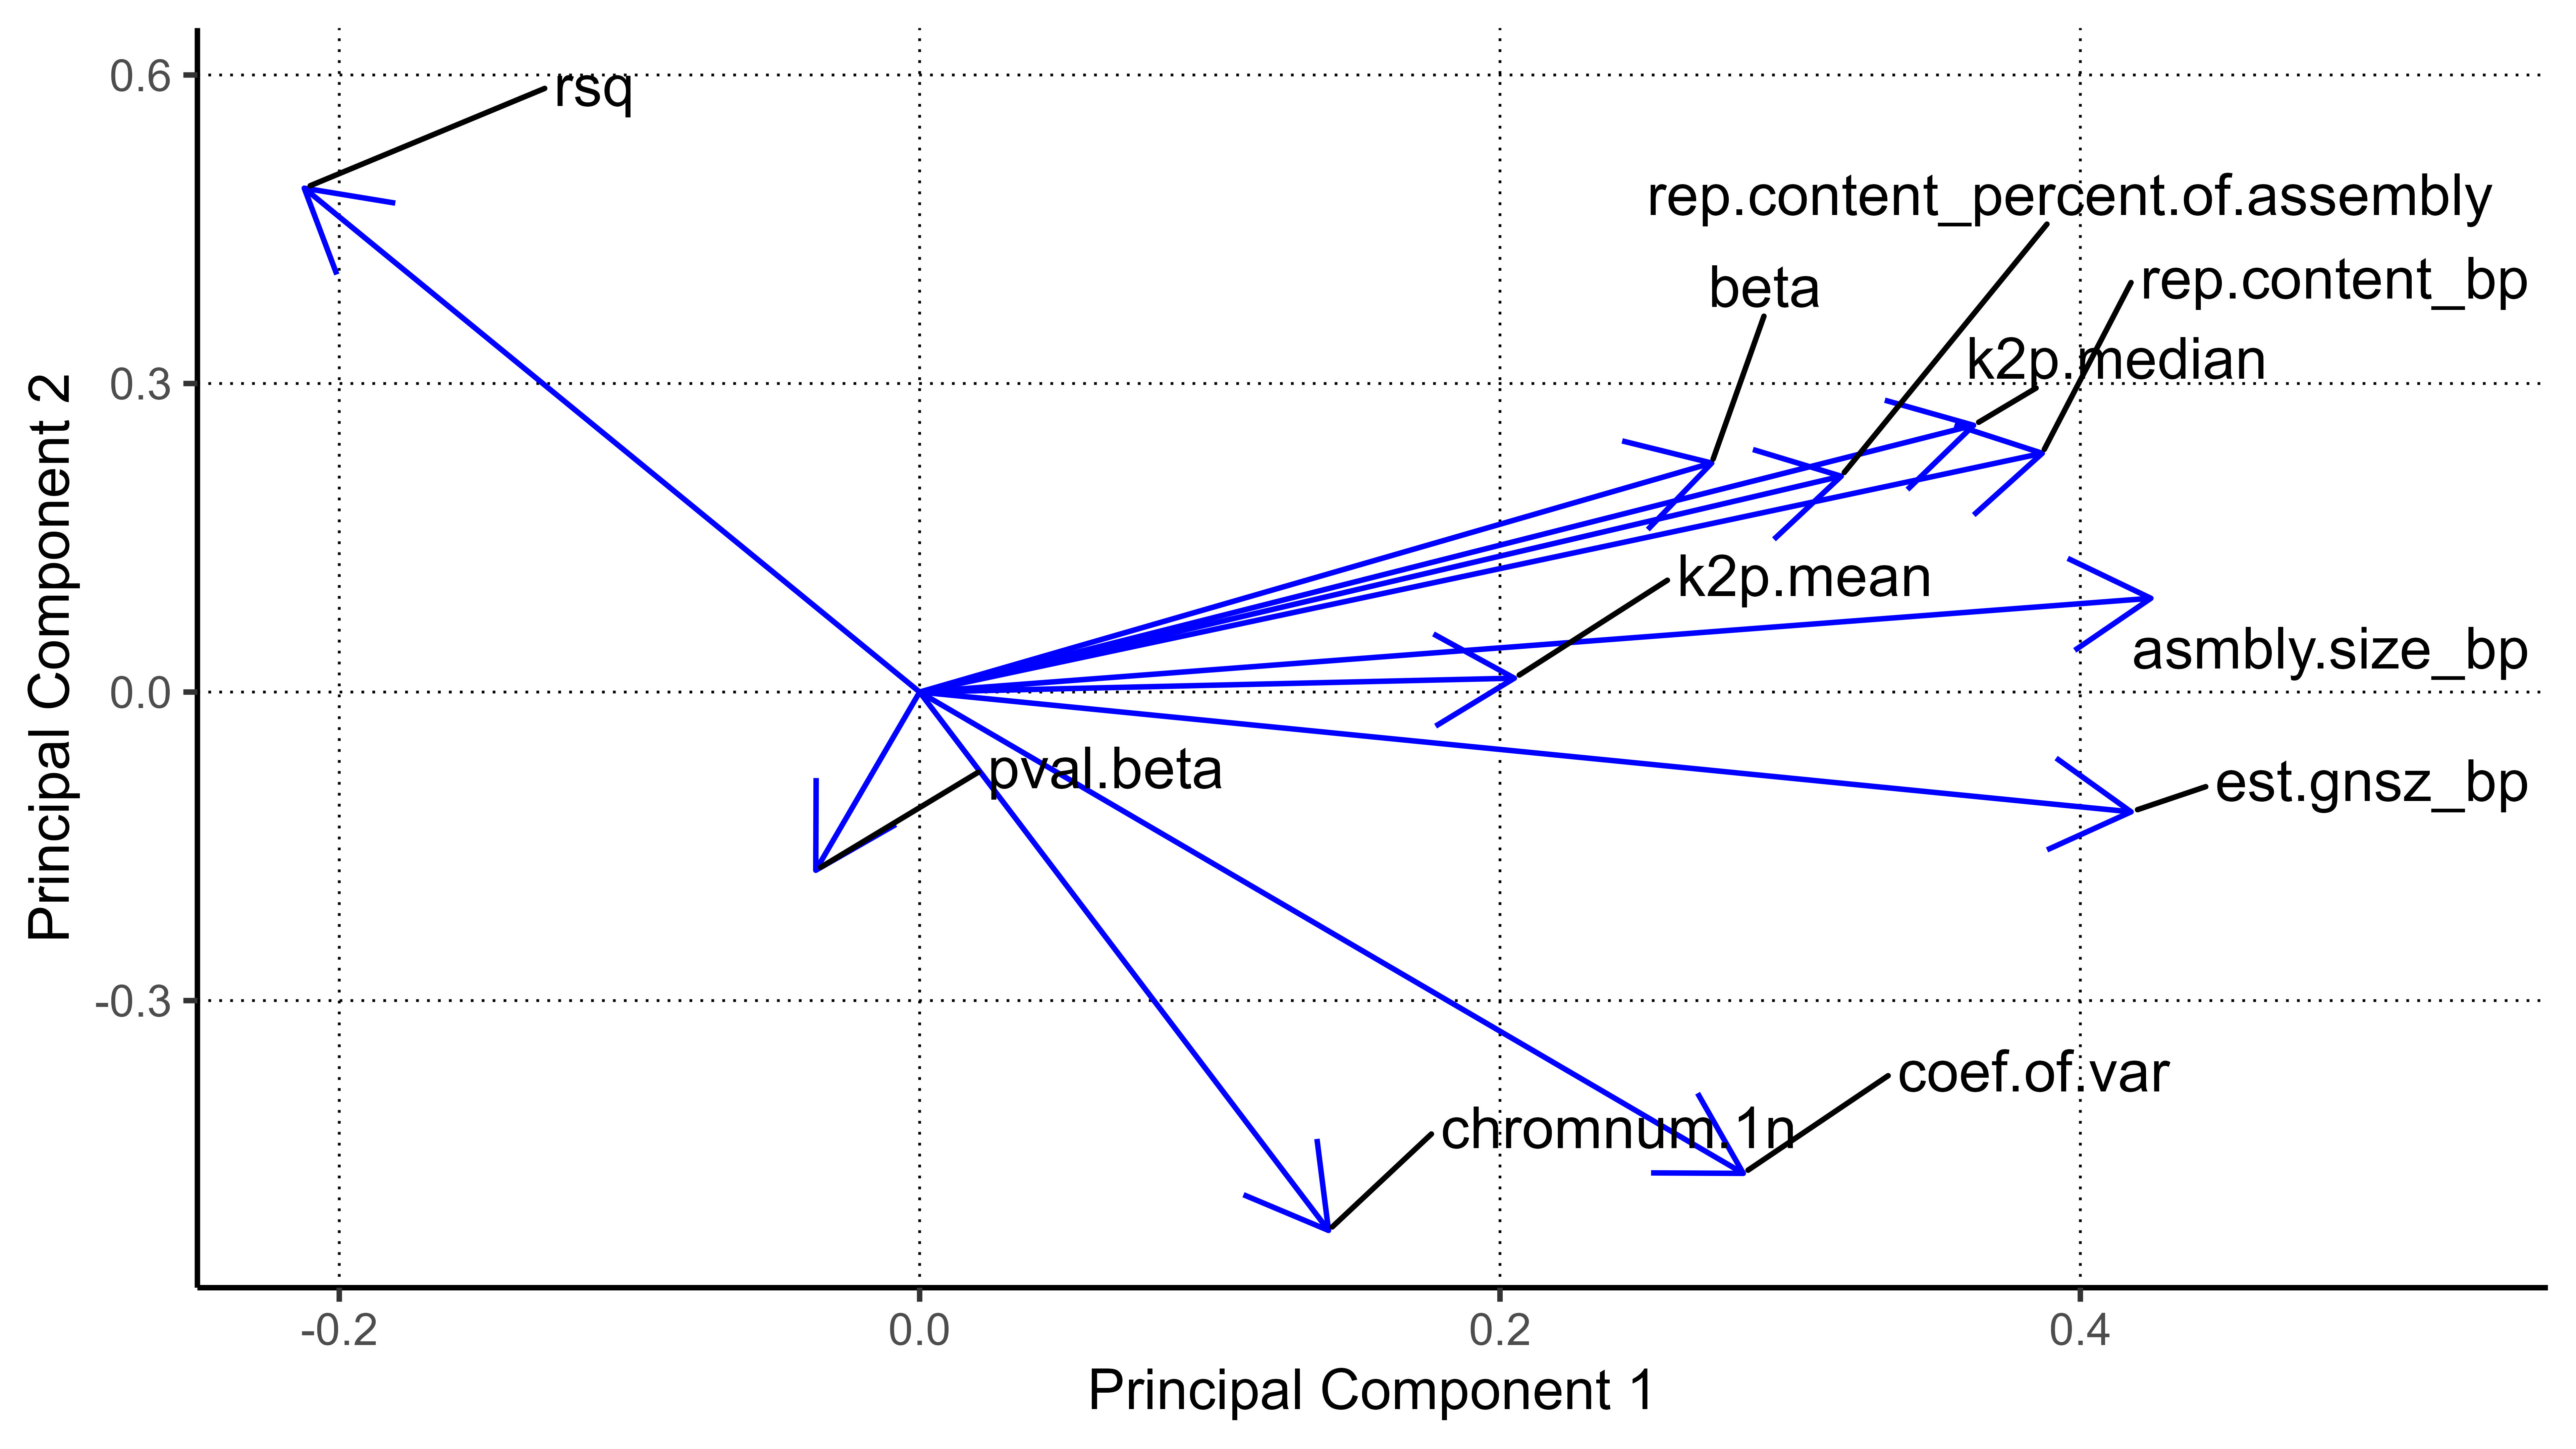 0.6
rsq
rep.content_percent.of.assembly
beta
rep.content_bp
k2p.median
0.3
k2p.mean
asmbly.size_bp
0.0
pval.beta
est.gnsz_bp
-0.3
coef.of.var
chromnum.1n
-0.2
0.0
0.2
0.4
Principal Component 1
Principal Component 2